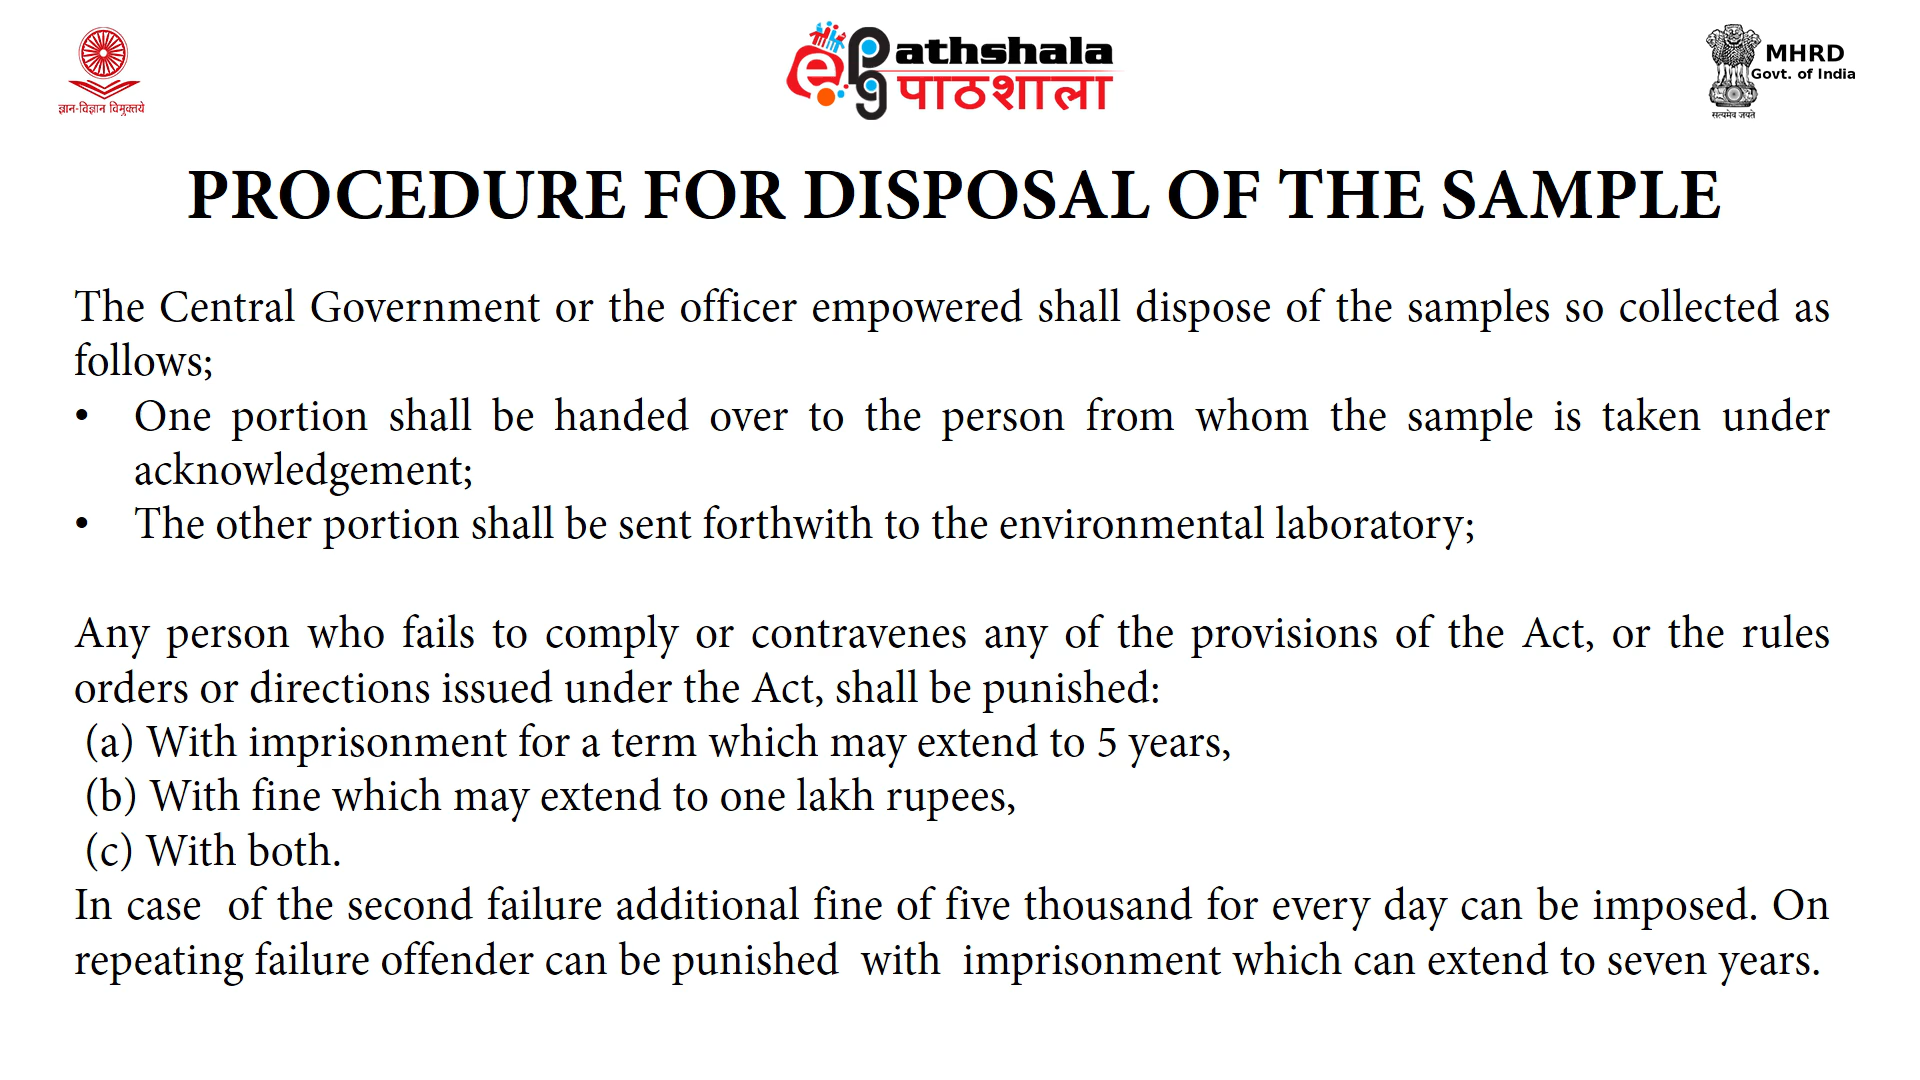 ज्ञान-विज्ञान विमुक्तये
ePGathshala
पाठशाला
MHRD
Govt. of India
सत्यमेव जयते
PROCEDURE FOR DISPOSAL OF THE SAMPLE
The Central Government or the officer empowered shall dispose of the samples so collected as
follows;
• One portion shall be handed over to the person from whom the sample is taken under
acknowledgement;
• The other portion shall be sent forthwith to the environmental laboratory;
Any person who fails to comply or contravenes any of the provisions of the Act, or the rules
orders or directions issued under the Act, shall be punished:
(a) With imprisonment for a term which may extend to 5 years,
(b) With fine which may extend to one lakh rupees,
(c) With both.
In case of the second failure additional fine of five thousand for every day can be imposed. On
repeating failure offender can be punished with imprisonment which can extend to seven years.